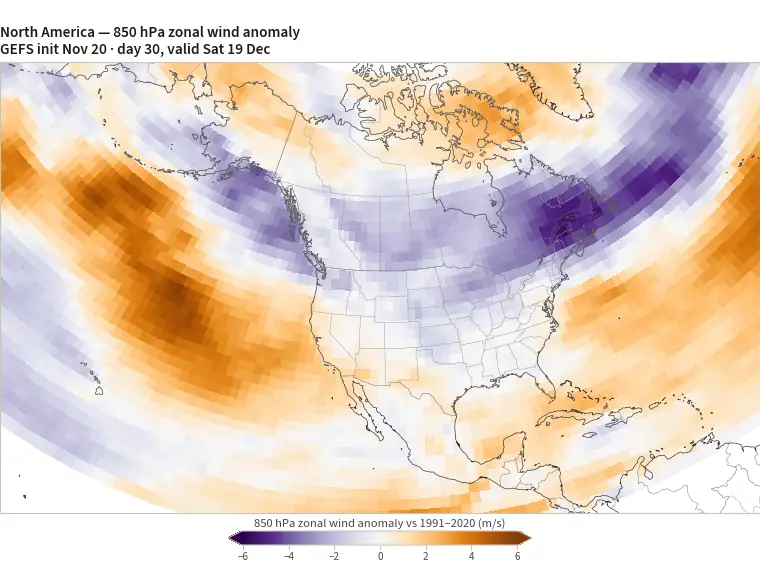 North America — 850 hPa zonal wind anomaly
GEFS init Nov 20 · day 30, valid Sat 19 Dec
850 hPa zonal wind anomaly vs 1991–2020 (m/s)
−6 −4 −2 0 2 4 6